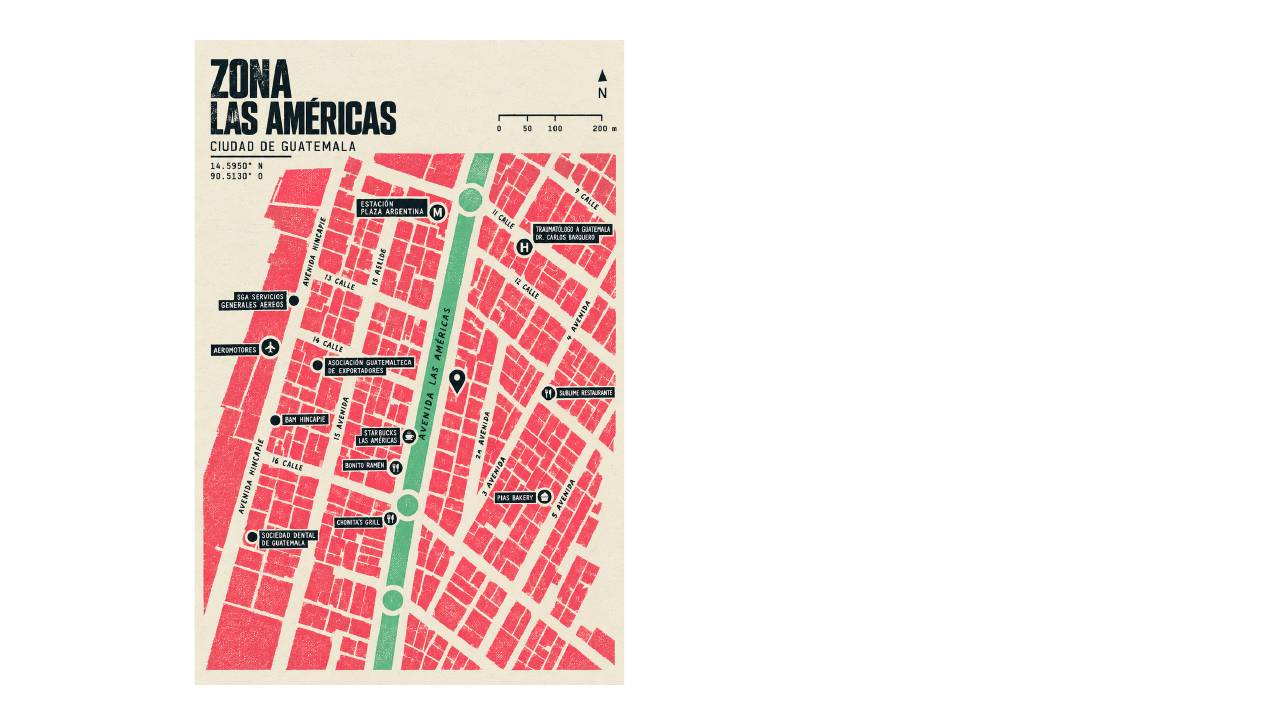 ZONA
LAS AMÉRICAS
CIUDAD DE GUATEMALA
14.5950° N
90.5130° O
N
0 50 100 200 m
9 CALLE
ESTACIÓN
PLAZA ARGENTINA
M
11 CALLE
TRAUMATÓLOGO A GUATEMALA
DR. CARLOS BARQUERO
H
AVENIDA HINCAPIE
13 CALLE
12 CALLE
SGA SERVICIOS
GENERALES AEREOS
4 AVENIDA
AVENIDA LAS AMÉRICAS
14 CALLE
AEROMOTORES
ASOCIACIÓN GUATEMALTECA
DE EXPORTADORES
SUBLIME RESTAURANTE
BAM HINCAPIE
15 AVENIDA
2A AVENIDA
STARBUCKS
LAS AMÉRICAS
AVENIDA HINCAPIE
16 CALLE
BONITO RAMEN
3 AVENIDA
PIAS BAKERY
5 AVENIDA
CHONITA'S GRILL
SOCIEDAD DENTAL
DE GUATEMALA